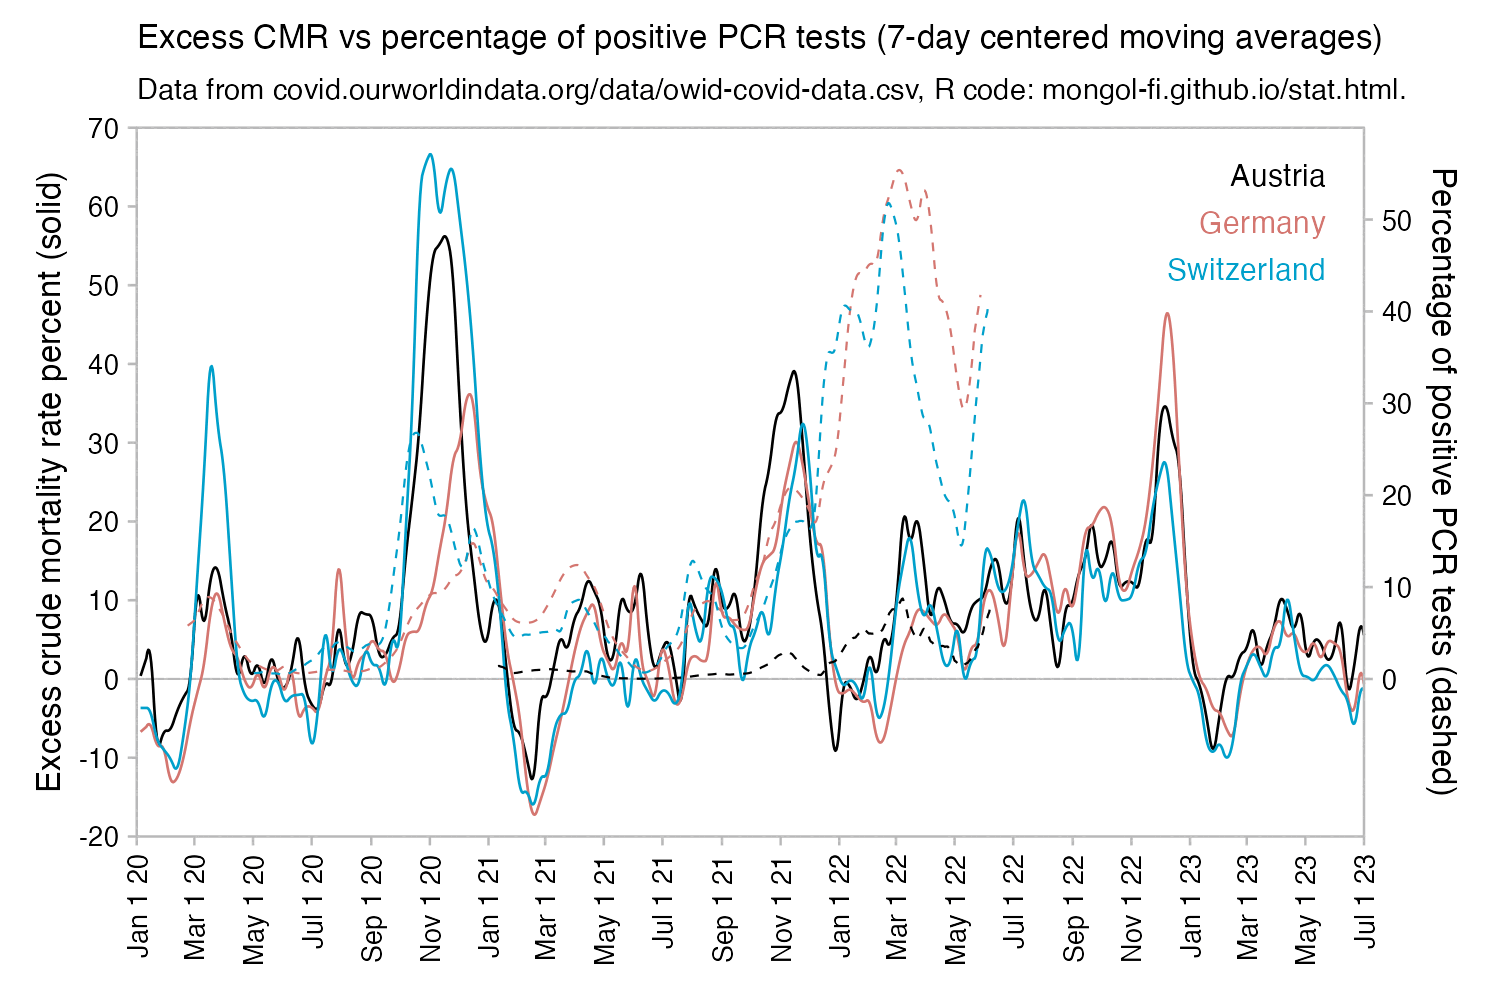 Excess CMR vs percentage of positive PCR tests (7-day centered moving averages)
Data from covid.ourworldindata.org/data/owid-covid-data.csv, R code: mongol-fi.github.io/stat.html.
Excess crude mortality rate percent (solid)
70
60
50
40
30
20
10
0
-10
-20
Austria
Germany
Switzerland
50
40
30
20
10
0
Percentage of positive PCR tests (dashed)
Jan 1 20
Mar 1 20
May 1 20
Jul 1 20
Sep 1 20
Nov 1 20
Jan 1 21
Mar 1 21
May 1 21
Jul 1 21
Sep 1 21
Nov 1 21
Jan 1 22
Mar 1 22
May 1 22
Jul 1 22
Sep 1 22
Nov 1 22
Jan 1 23
Mar 1 23
May 1 23
Jul 1 23